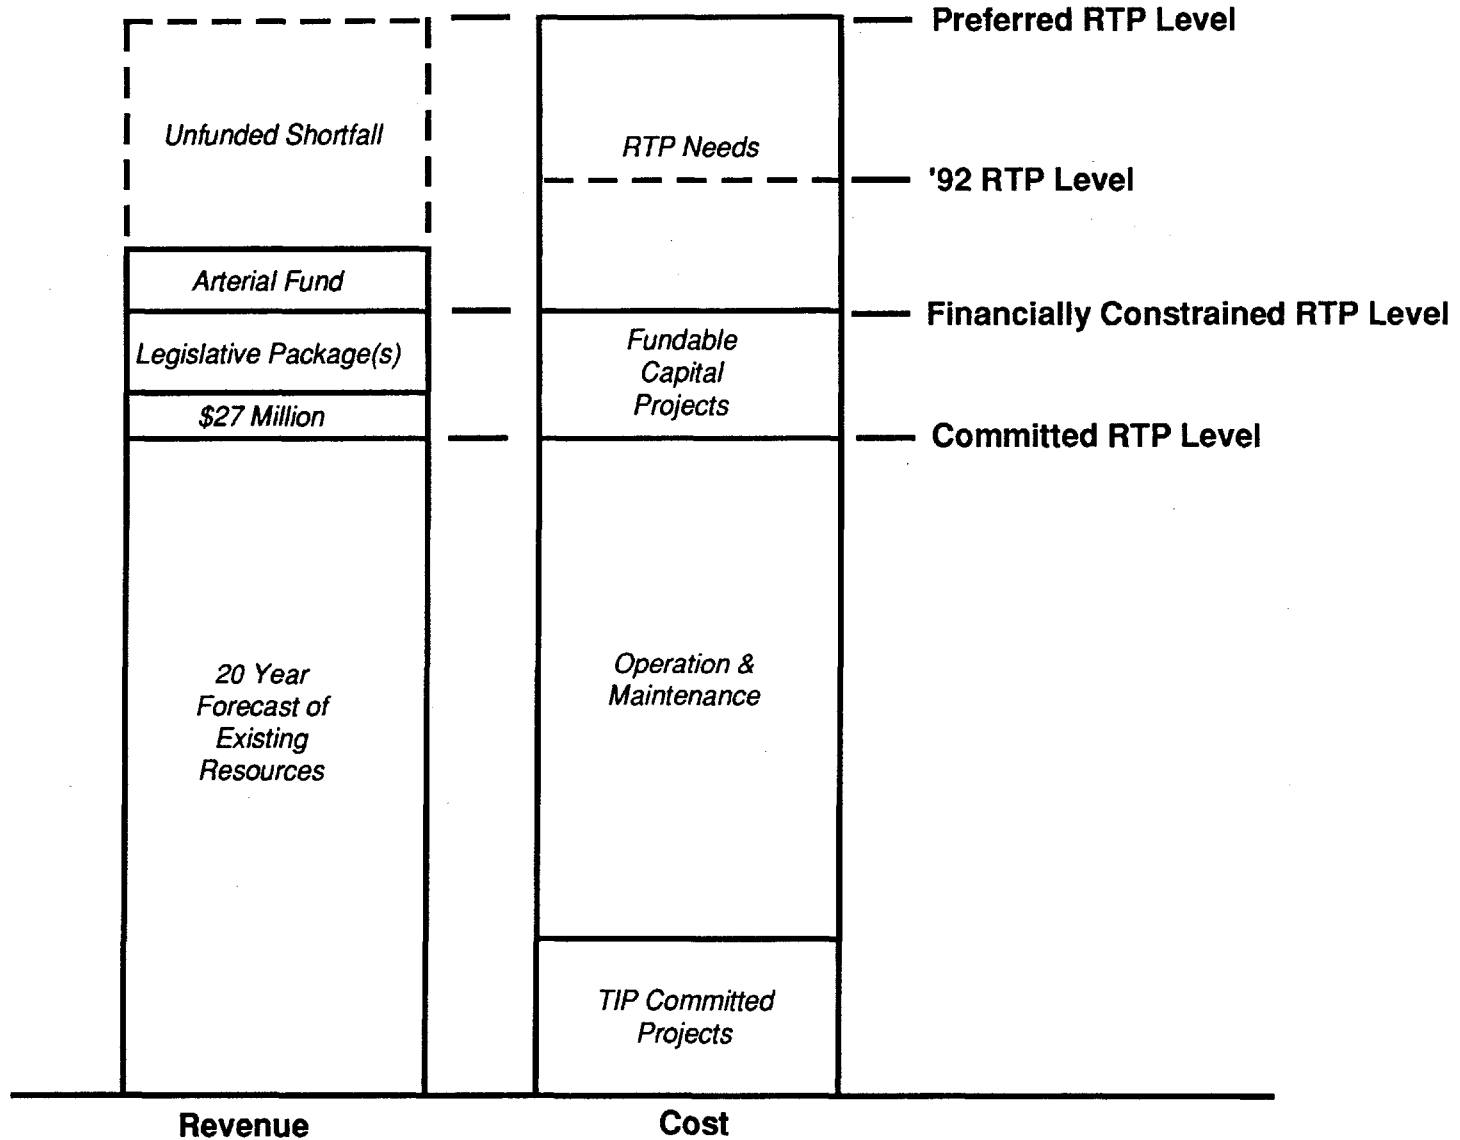 Preferred RTP Level
Unfunded Shortfall
RTP Needs
'92 RTP Level
Arterial Fund
Financially Constrained RTP Level
Legislative Package(s)
Fundable
Capital
Projects
$27 Million
Committed RTP Level
20 Year
Forecast of
Existing
Resources
Operation &
Maintenance
TIP Committed
Projects
Revenue
Cost